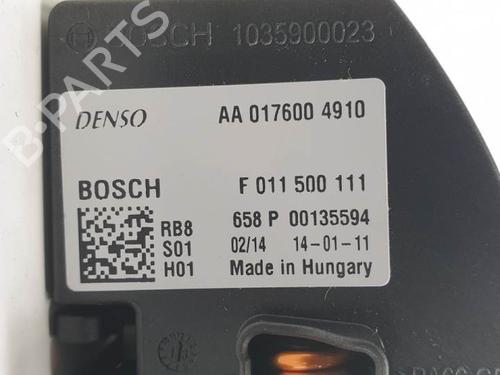 BOSCH 1035900023
DENSO AA 017600 4910
BOSCH F 011 500 111
RB8 658 P 00135594
S01 02/14 14-01-11
H01 Made in Hungary
B-PARTS